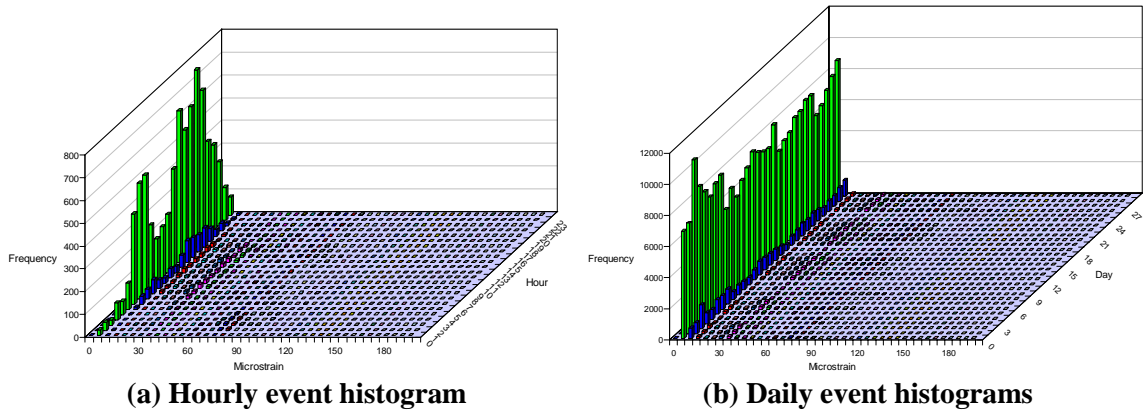 800
700
600
500
400
300
200
100
0
Frequency
0 30 60 90 120 150 180
Microstrain
Hour
12000
10000
8000
6000
4000
2000
0
Frequency
0 30 60 90 120 150 180
Microstrain
0 3 6 9 12 15 18 21 24 27
Day
(a) Hourly event histogram
(b) Daily event histograms